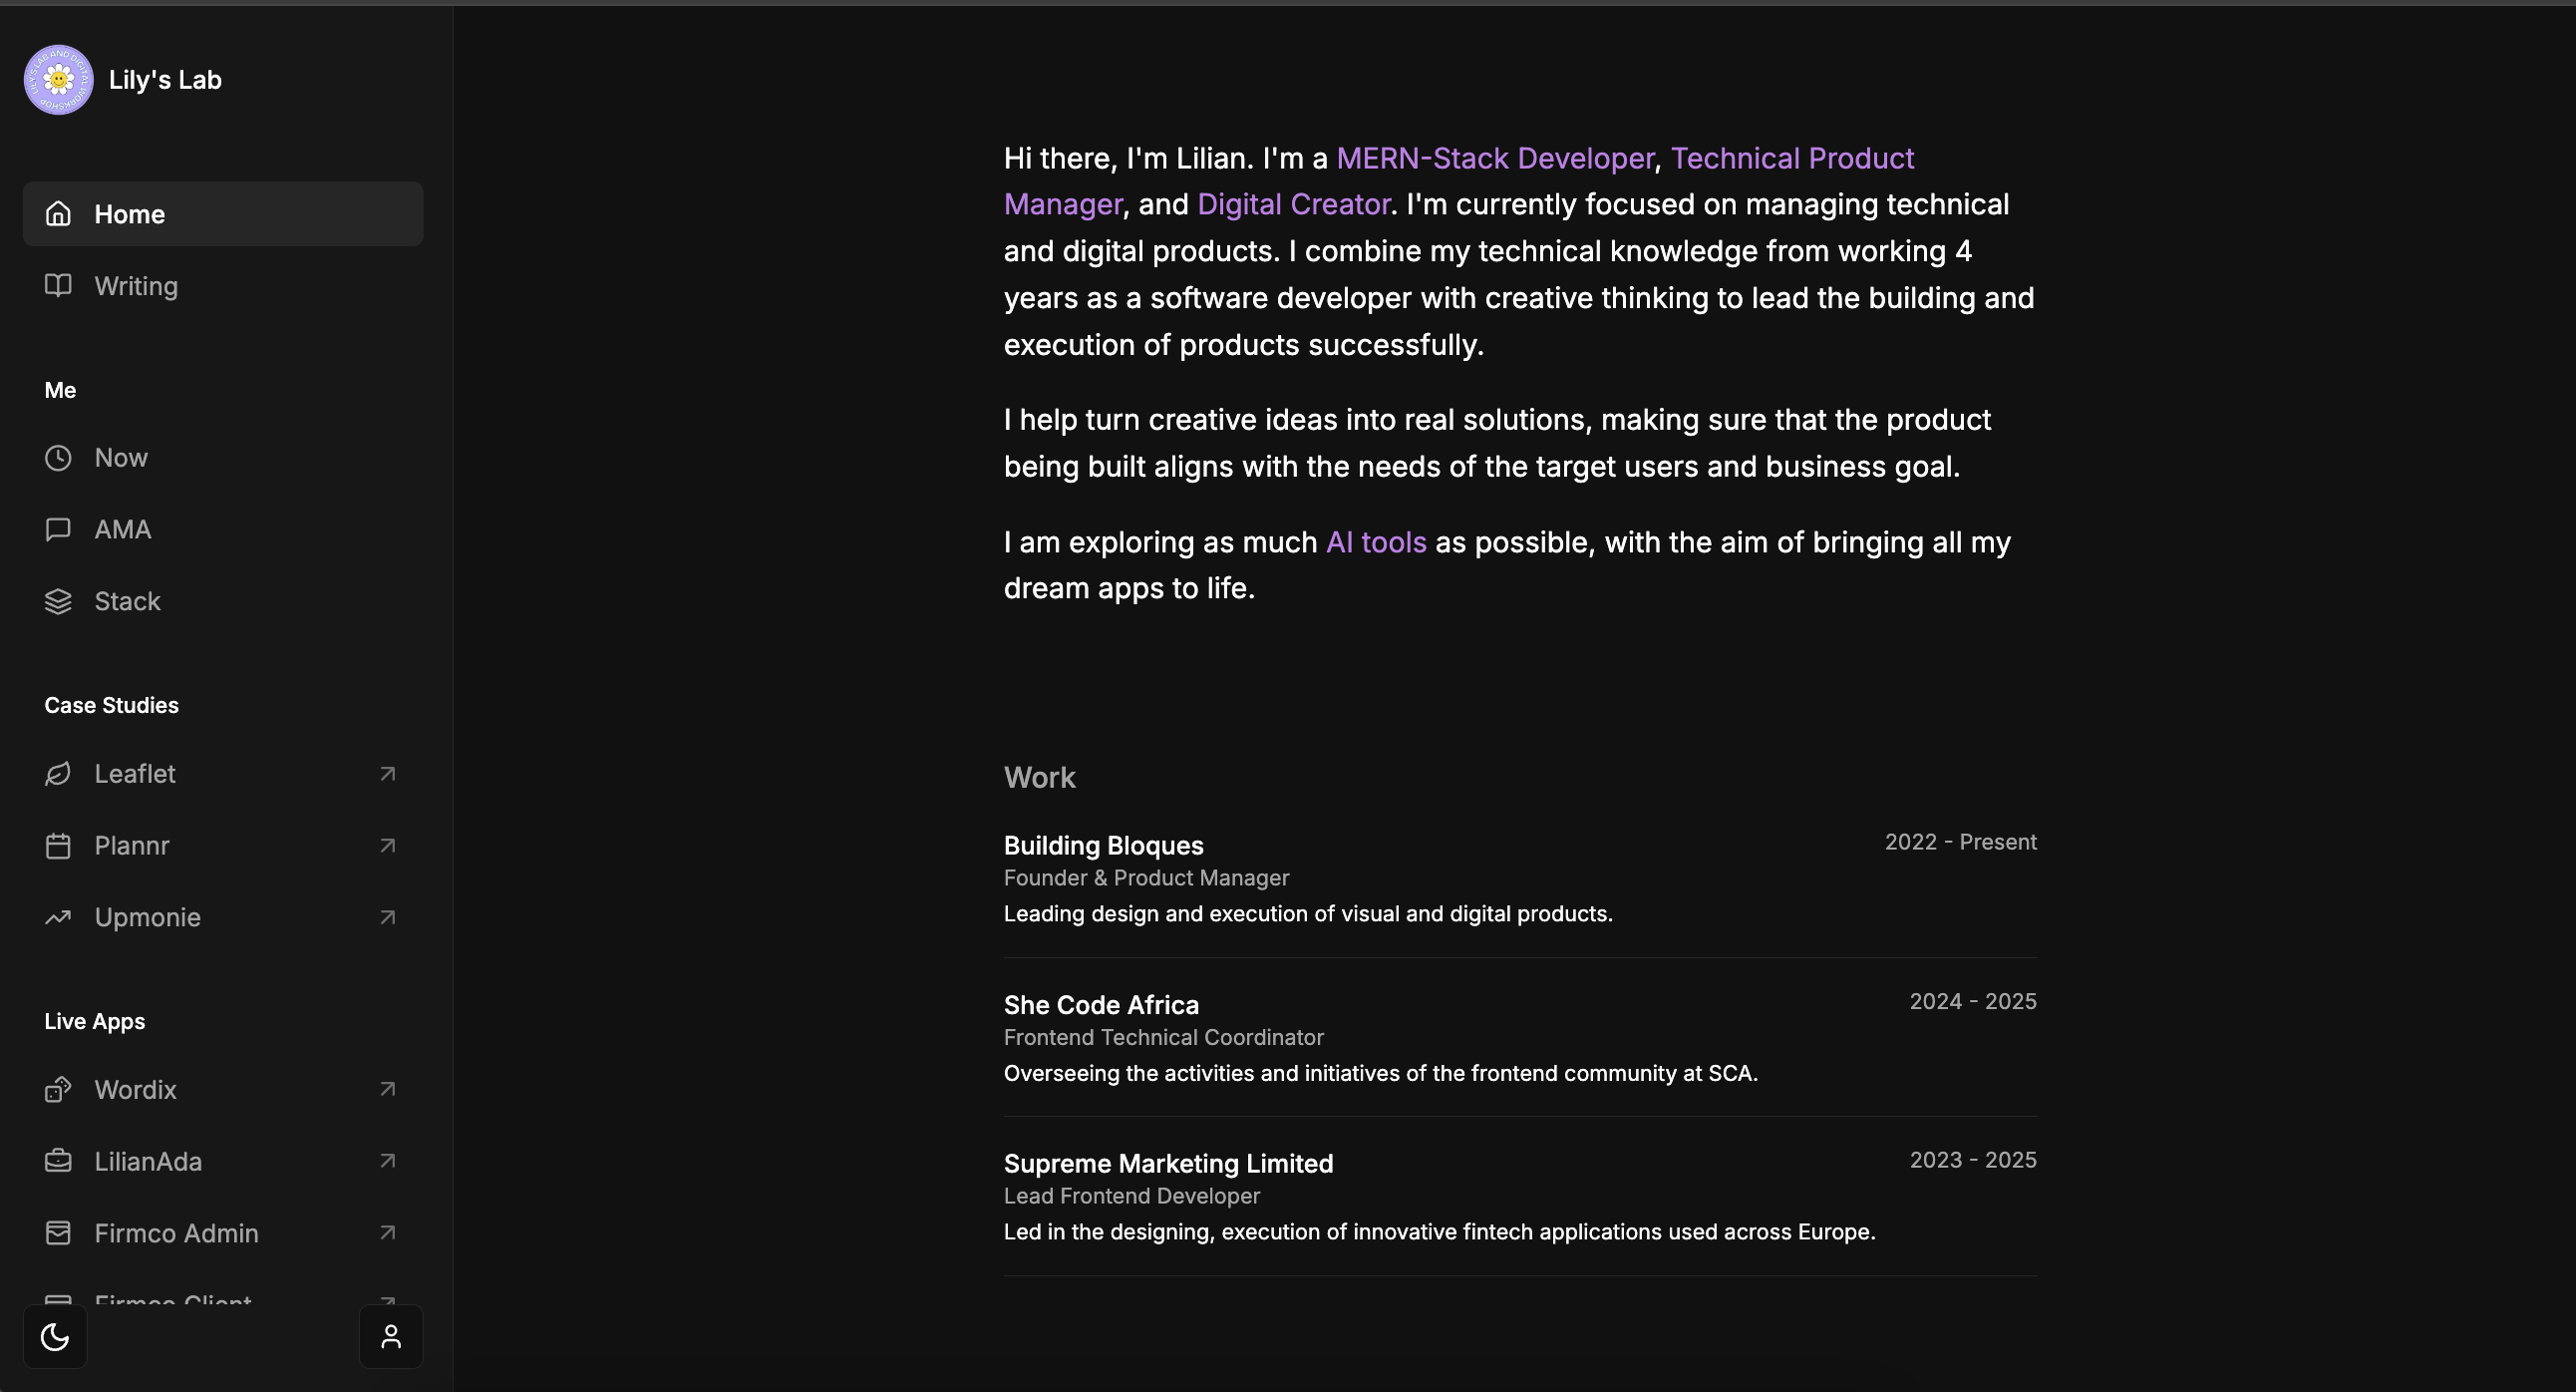 LILY'S LAB AND DIGITAL WORKSHOP
Lily's Lab
Home
Writing
Me
Now
AMA
Stack
Case Studies
Leaflet
Plannr
Upmonie
Live Apps
Wordix
LilianAda
Firmco Admin
Firmco Client
Hi there, I'm Lilian. I'm a MERN-Stack Developer, Technical Product
Manager, and Digital Creator. I'm currently focused on managing technical
and digital products. I combine my technical knowledge from working 4
years as a software developer with creative thinking to lead the building and
execution of products successfully.
I help turn creative ideas into real solutions, making sure that the product
being built aligns with the needs of the target users and business goal.
I am exploring as much AI tools as possible, with the aim of bringing all my
dream apps to life.
Work
Building Bloques 2022 - Present
Founder & Product Manager
Leading design and execution of visual and digital products.
She Code Africa 2024 - 2025
Frontend Technical Coordinator
Overseeing the activities and initiatives of the frontend community at SCA.
Supreme Marketing Limited 2023 - 2025
Lead Frontend Developer
Led in the designing, execution of innovative fintech applications used across Europe.